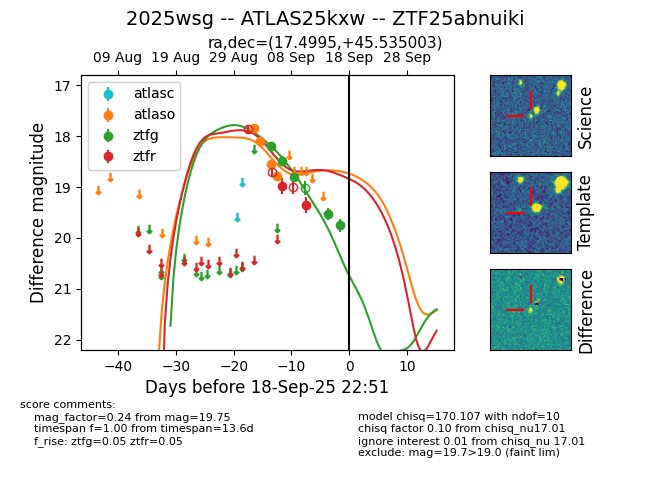 2025wsg -- ATLAS25kxw -- ZTF25abnuiki
ra,dec=(17.4995,+45.535003)
09 Aug 19 Aug 29 Aug 08 Sep 18 Sep 28 Sep
17
18
19
20
21
22
Difference magnitude
atlasc
atlaso
ztfg
ztfr
−40 −30 −20 −10 0 10
Days before 18-Sep-25 22:51
Science
Template
Difference
score comments:
mag_factor=0.24 from mag=19.75
timespan f=1.00 from timespan=13.6d
f_rise: ztfg=0.05 ztfr=0.05
model chisq=170.107 with ndof=10
chisq factor 0.10 from chisq_nu17.01
ignore interest 0.01 from chisq_nu 17.01
exclude: mag=19.7>19.0 (faint lim)